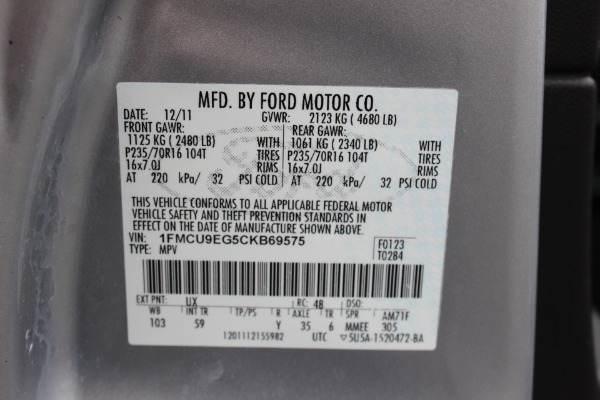 MFD. BY FORD MOTOR CO.
DATE: 12/11 GVWR: 2123 KG ( 4680 LB)
FRONT GAWR: REAR GAWR:
1125 KG ( 2480 LB) WITH 1061 KG ( 2340 LB) WITH
P235/70R16 104T TIRES P235/70R16 104T TIRES
16x7.0J RIMS 16x7.0J RIMS
AT 220 kPa/ 32 PSI COLD AT 220 kPa/ 32 PSI COLD
THIS VEHICLE CONFORMS TO ALL APPLICABLE FEDERAL MOTOR
VEHICLE SAFETY AND THEFT PREVENTION STANDARDS IN
EFFECT ON THE DATE OF MANUFACTURE SHOWN ABOVE.
VIN: 1FMCU9EG5CKB69575 F0123
TYPE: MPV T0284
EXT PNT: UX RC: 48 DSO:
WB INT TR TP/PS R AXLE TR SPR AM71F
103 59 Y 35 6 MMEE 305
1201112155982 UTC ▽5U5A-1520472-BA
Ford